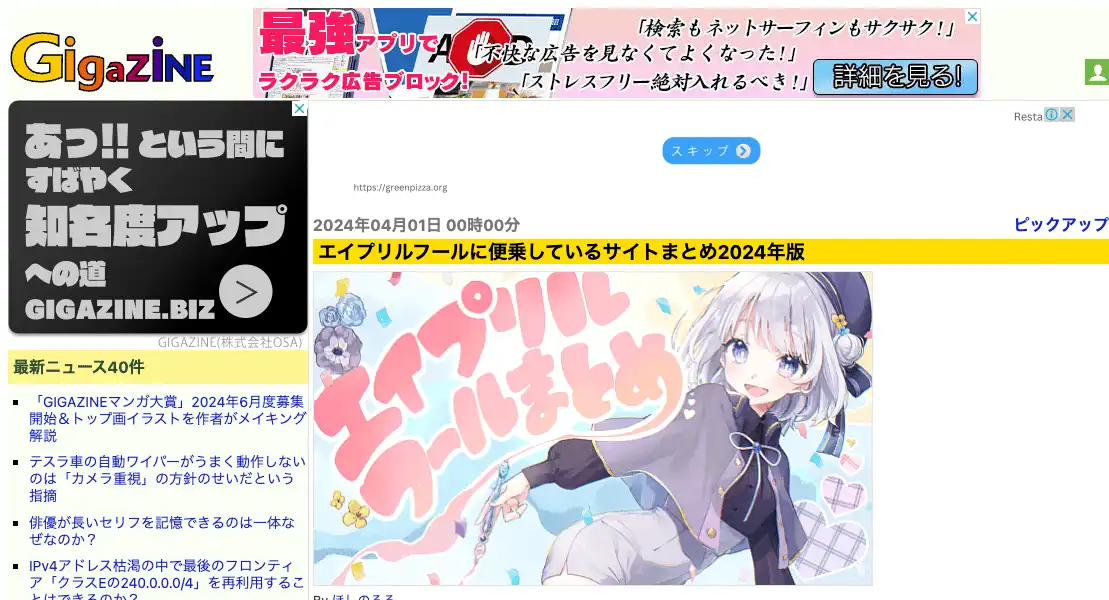 GigaZiNE
最強アプリで
ラクラク広告ブロック!
「検索もネットサーフィンもサクサク!」
「不快な広告を見なくてよくなった!」
「ストレスフリー絶対入れるべき!」
詳細を見る!
あっ!! という間に
すばやく
知名度アップ
への道
GIGAZINE.BIZ
GIGAZINE(株式会社OSA)
最新ニュース40件
「GIGAZINEマンガ大賞」2024年6月度募集
開始＆トップ画イラストを作者がメイキング
解説
テスラ車の自動ワイパーがうまく動作しない
のは「カメラ重視」の方針のせいだという
指摘
俳優が長いセリフを記憶できるのは一体な
ぜなのか？
IPv4アドレス枯渇の中で最後のフロンティ
ア「クラスEの240.0.0.0/4」を再利用するこ
とはできるのか？
Resta
スキップ
https://greenpizza.org
2024年04月01日 00時00分
ピックアップ
エイプリルフールに便乗しているサイトまとめ2024年版
エイプリル
フールまとめ
By ほしのるる